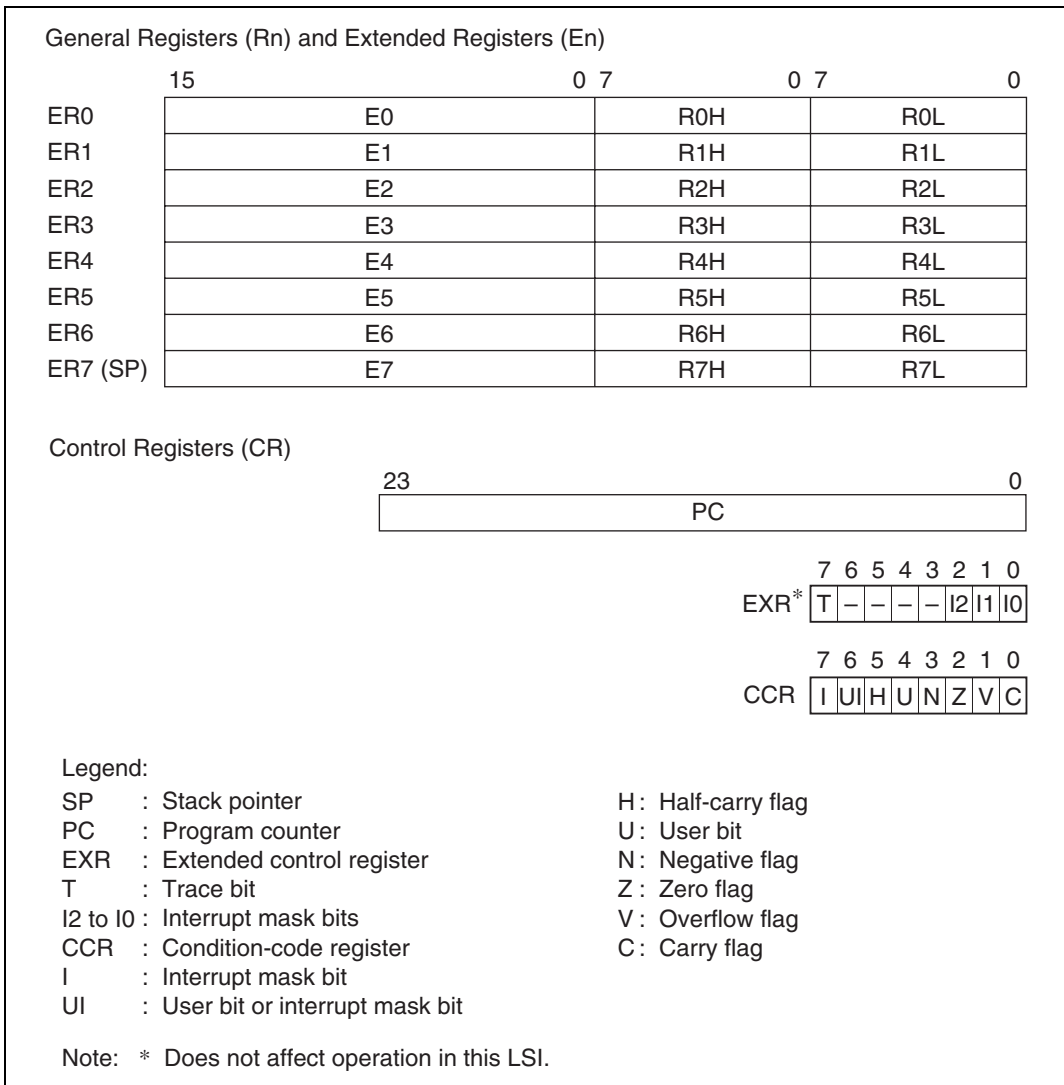 General Registers (Rn) and Extended Registers (En)
15 0 7 0 7 0
ER0 E0 R0H R0L
ER1 E1 R1H R1L
ER2 E2 R2H R2L
ER3 E3 R3H R3L
ER4 E4 R4H R4L
ER5 E5 R5H R5L
ER6 E6 R6H R6L
ER7 (SP) E7 R7H R7L
Control Registers (CR)
23 0
PC
7 6 5 4 3 2 1 0
EXR* T – – – – I2 I1 I0
7 6 5 4 3 2 1 0
CCR I UI H U N Z V C
Legend:
SP : Stack pointer
PC : Program counter
EXR : Extended control register
T : Trace bit
I2 to I0 : Interrupt mask bits
CCR : Condition-code register
I : Interrupt mask bit
UI : User bit or interrupt mask bit
H : Half-carry flag
U : User bit
N : Negative flag
Z : Zero flag
V : Overflow flag
C : Carry flag
Note: * Does not affect operation in this LSI.